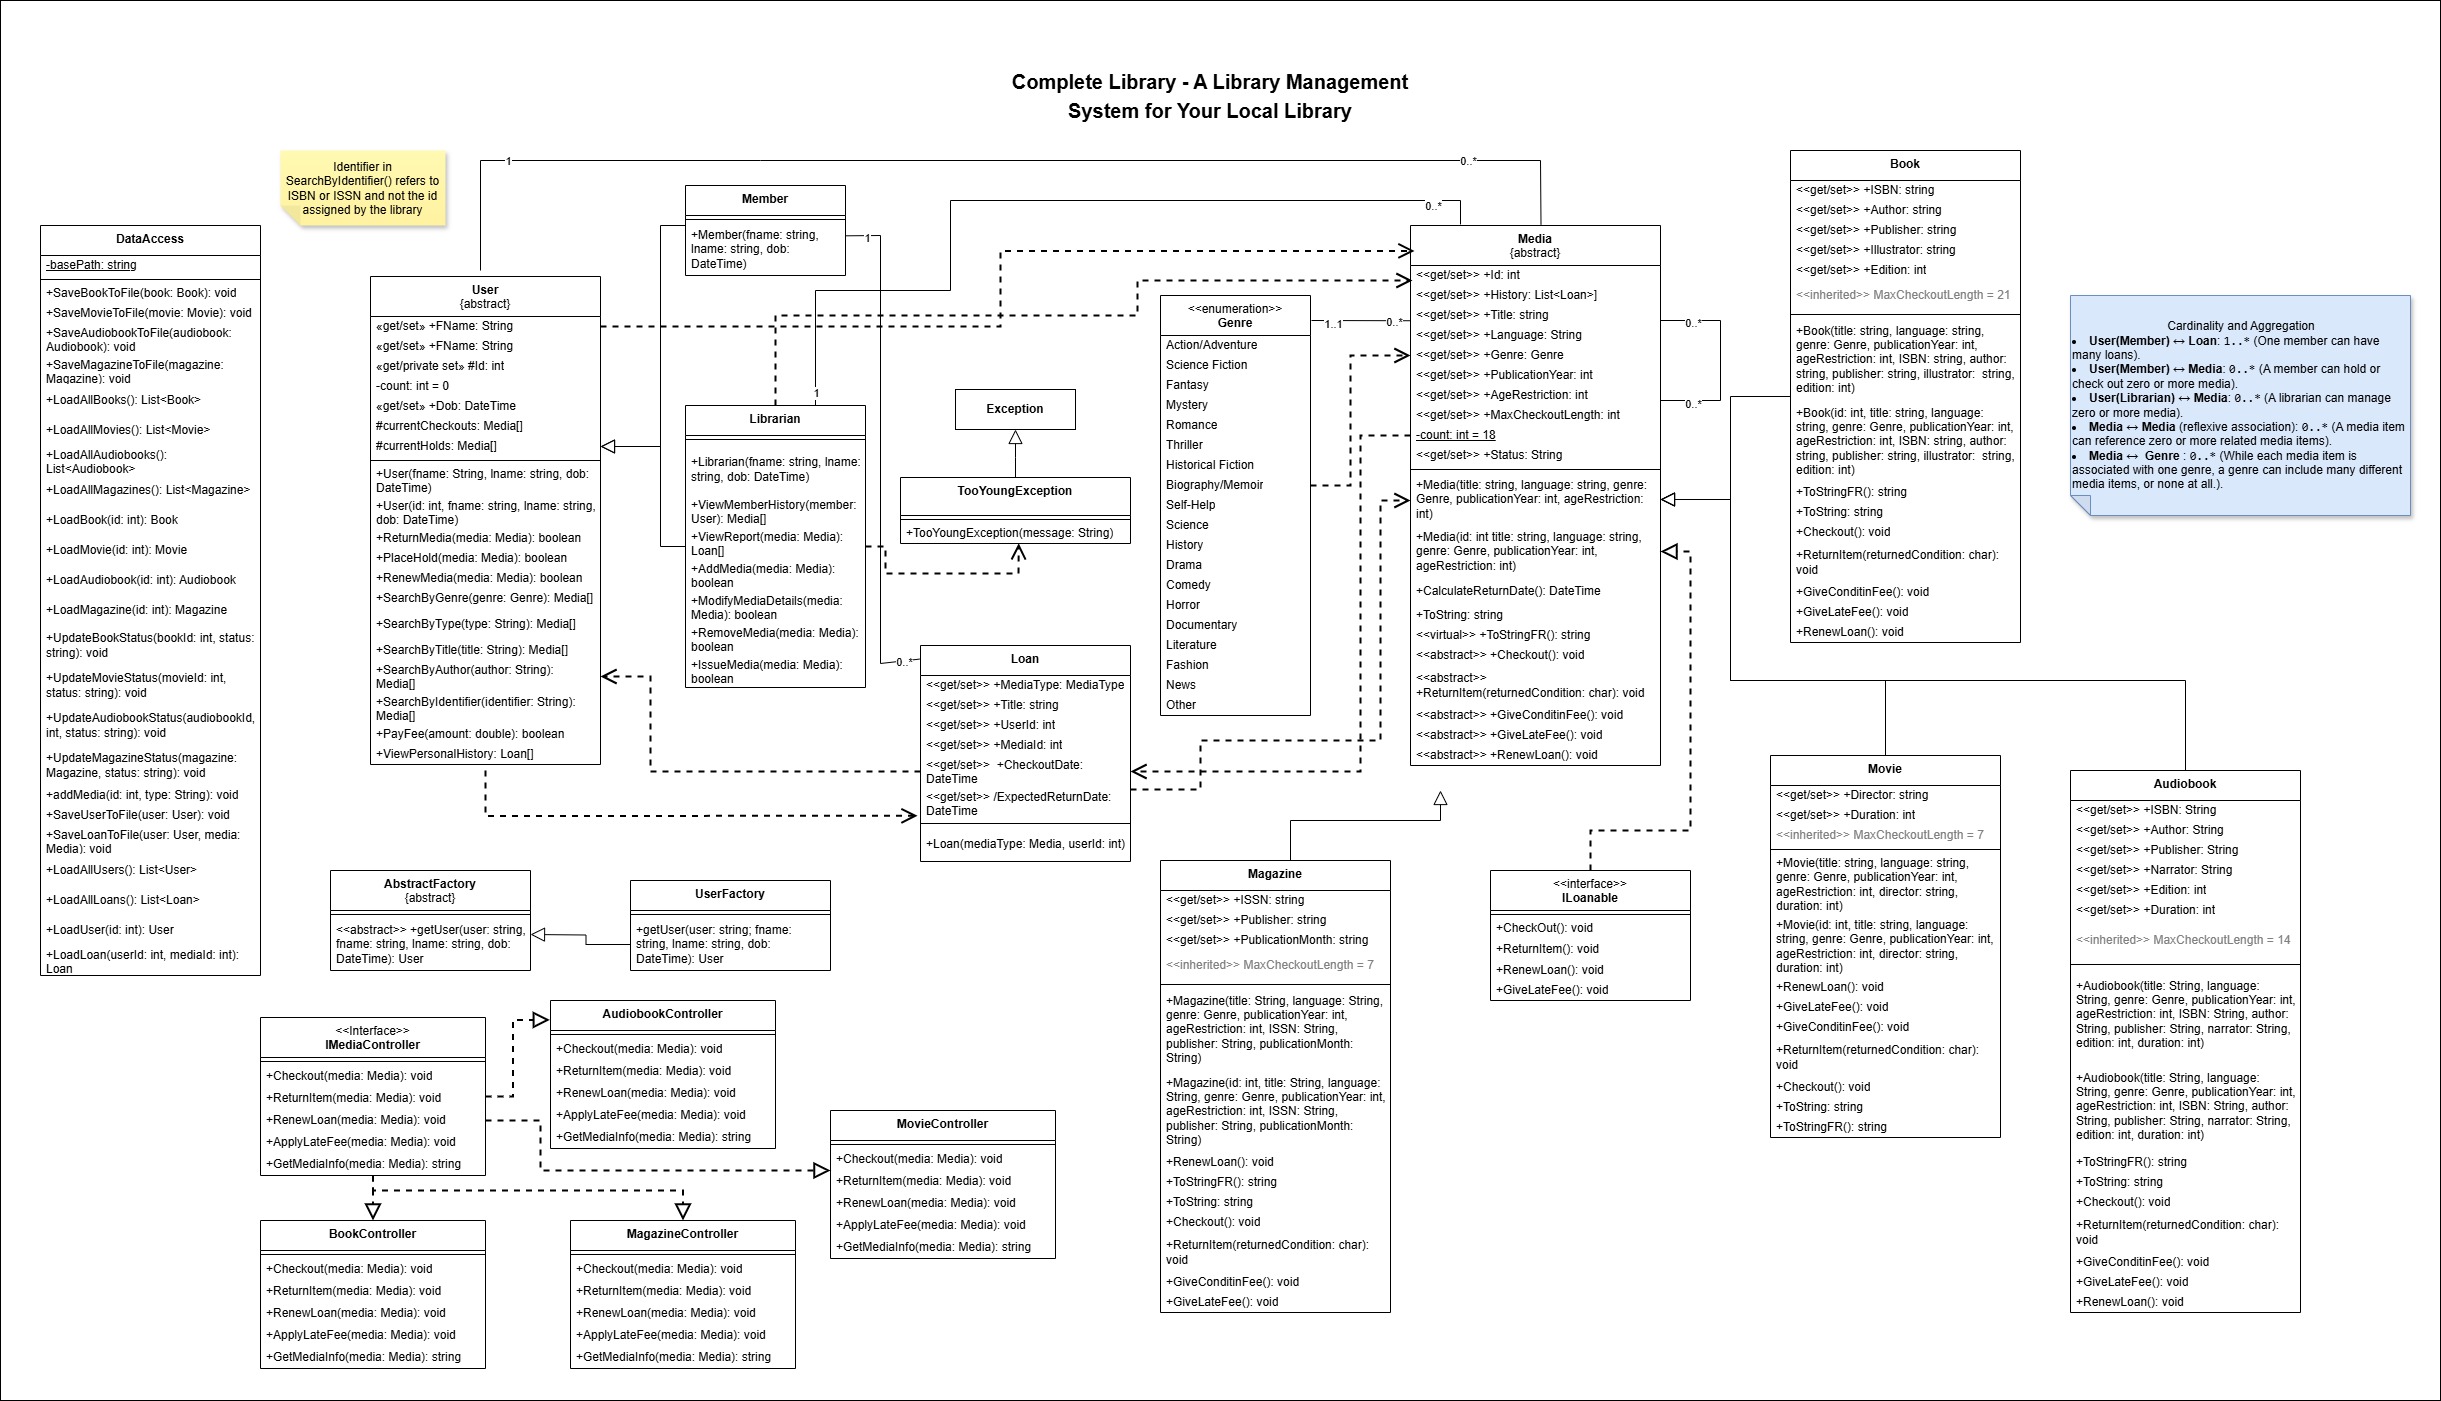 Complete Library - A Library Management
System for Your Local Library
Identifier in
SearchByIdentifier() refers to
ISBN or ISSN and not the id
assigned by the library
DataAccess
-basePath: string
+SaveBookToFile(book: Book): void
+SaveMovieToFile(movie: Movie): void
+SaveAudiobookToFile(audiobook:
Audiobook): void
+SaveMagazineToFile(magazine:
Magazine): void
+LoadAllBooks(): List<Book>
+LoadAllMovies(): List<Movie>
+LoadAllAudiobooks():
List<Audiobook>
+LoadAllMagazines(): List<Magazine>
+LoadBook(id: int): Book
+LoadMovie(id: int): Movie
+LoadAudiobook(id: int): Audiobook
+LoadMagazine(id: int): Magazine
+UpdateBookStatus(bookId: int, status:
string): void
+UpdateMovieStatus(movieId: int,
status: string): void
+UpdateAudiobookStatus(audiobookId,
int, status: string): void
+UpdateMagazineStatus(magazine:
Magazine, status: string): void
+addMedia(id: int, type: String): void
+SaveUserToFile(user: User): void
+SaveLoanToFile(user: User, media:
Media): void
+LoadAllUsers(): List<User>
+LoadAllLoans(): List<Loan>
+LoadUser(id: int): User
+LoadLoan(userId: int, mediaId: int):
Loan
User
{abstract}
«get/set» +FName: String
«get/set» +FName: String
«get/private set» #Id: int
-count: int = 0
«get/set» +Dob: DateTime
#currentCheckouts: Media[]
#currentHolds: Media[]
+User(fname: String, lname: string, dob:
DateTime)
+User(id: int, fname: string, lname: string,
dob: DateTime)
+ReturnMedia(media: Media): boolean
+PlaceHold(media: Media): boolean
+RenewMedia(media: Media): boolean
+SearchByGenre(genre: Genre): Media[]
+SearchByType(type: String): Media[]
+SearchByTitle(title: String): Media[]
+SearchByAuthor(author: String):
Media[]
+SearchByIdentifier(identifier: String):
Media[]
+PayFee(amount: double): boolean
+ViewPersonalHistory: Loan[]
1
0..*
Member
+Member(fname: string,
lname: string, dob:
DateTime)
1
0..*
1
0..*
Librarian
+Librarian(fname: string, lname:
string, dob: DateTime)
+ViewMemberHistory(member:
User): Media[]
+ViewReport(media: Media):
Loan[]
+AddMedia(media: Media):
boolean
+ModifyMediaDetails(media:
Media): boolean
+RemoveMedia(media: Media):
boolean
+IssueMedia(media: Media):
boolean
Exception
TooYoungException
+TooYoungException(message: String)
Loan
<<get/set>> +MediaType: MediaType
<<get/set>> +Title: string
<<get/set>> +UserId: int
<<get/set>> +MediaId: int
<<get/set>>  +CheckoutDate:
DateTime
<<get/set>> /ExpectedReturnDate:
DateTime
+Loan(mediaType: Media, userId: int)
<<enumeration>>
Genre
Action/Adventure
Science Fiction
Fantasy
Mystery
Romance
Thriller
Historical Fiction
Biography/Memoir
Self-Help
Science
History
Drama
Comedy
Horror
Documentary
Literature
Fashion
News
Other
1..1
0..*
Media
{abstract}
<<get/set>> +Id: int
<<get/set>> +History: List<Loan>]
<<get/set>> +Title: string
<<get/set>> +Language: String
<<get/set>> +Genre: Genre
<<get/set>> +PublicationYear: int
<<get/set>> +AgeRestriction: int
<<get/set>> +MaxCheckoutLength: int
-count: int = 18
<<get/set>> +Status: String
+Media(title: string, language: string, genre:
Genre, publicationYear: int, ageRestriction:
int)
+Media(id: int title: string, language: string,
genre: Genre, publicationYear: int,
ageRestriction: int)
+CalculateReturnDate(): DateTime
+ToString: string
<<virtual>> +ToStringFR(): string
<<abstract>> +Checkout(): void
<<abstract>>
+ReturnItem(returnedCondition: char): void
<<abstract>> +GiveConditinFee(): void
<<abstract>> +GiveLateFee(): void
<<abstract>> +RenewLoan(): void
0..*
0..*
Book
<<get/set>> +ISBN: string
<<get/set>> +Author: string
<<get/set>> +Publisher: string
<<get/set>> +Illustrator: string
<<get/set>> +Edition: int
<<inherited>> MaxCheckoutLength = 21
+Book(title: string, language: string,
genre: Genre, publicationYear: int,
ageRestriction: int, ISBN: string, author:
string, publisher: string, illustrator:  string,
edition: int)
+Book(id: int, title: string, language:
string, genre: Genre, publicationYear: int,
ageRestriction: int, ISBN: string, author:
string, publisher: string, illustrator:  string,
edition: int)
+ToStringFR(): string
+ToString: string
+Checkout(): void
+ReturnItem(returnedCondition: char):
void
+GiveConditinFee(): void
+GiveLateFee(): void
+RenewLoan(): void
Cardinality and Aggregation
• User(Member) ↔ Loan: 1..* (One member can have
many loans).
• User(Member) ↔ Media: 0..* (A member can hold or
check out zero or more media).
• User(Librarian) ↔ Media: 0..* (A librarian can manage
zero or more media).
• Media ↔ Media (reflexive association): 0..* (A media item
can reference zero or more related media items).
• Media ↔ Genre : 0..* (While each media item is
associated with one genre, a genre can include many different
media items, or none at all.).
Movie
<<get/set>> +Director: string
<<get/set>> +Duration: int
<<inherited>> MaxCheckoutLength = 7
+Movie(title: string, language: string,
genre: Genre, publicationYear: int,
ageRestriction: int, director: string,
duration: int)
+Movie(id: int, title: string, language:
string, genre: Genre, publicationYear: int,
ageRestriction: int, director: string,
duration: int)
+RenewLoan(): void
+GiveLateFee(): void
+GiveConditinFee(): void
+ReturnItem(returnedCondition: char):
void
+Checkout(): void
+ToString: string
+ToStringFR(): string
Audiobook
<<get/set>> +ISBN: String
<<get/set>> +Author: String
<<get/set>> +Publisher: String
<<get/set>> +Narrator: String
<<get/set>> +Edition: int
<<get/set>> +Duration: int
<<inherited>> MaxCheckoutLength = 14
+Audiobook(title: String, language:
String, genre: Genre, publicationYear: int,
ageRestriction: int, ISBN: String, author:
String, publisher: String, narrator: String,
edition: int, duration: int)
+Audiobook(title: String, language:
String, genre: Genre, publicationYear: int,
ageRestriction: int, ISBN: String, author:
String, publisher: String, narrator: String,
edition: int, duration: int)
+ToStringFR(): string
+ToString: string
+Checkout(): void
+ReturnItem(returnedCondition: char):
void
+GiveConditinFee(): void
+GiveLateFee(): void
+RenewLoan(): void
Magazine
<<get/set>> +ISSN: string
<<get/set>> +Publisher: string
<<get/set>> +PublicationMonth: string
<<inherited>> MaxCheckoutLength = 7
+Magazine(title: String, language: String,
genre: Genre, publicationYear: int,
ageRestriction: int, ISSN: String,
publisher: String, publicationMonth:
String)
+Magazine(id: int, title: String, language:
String, genre: Genre, publicationYear: int,
ageRestriction: int, ISSN: String,
publisher: String, publicationMonth:
String)
+RenewLoan(): void
+ToStringFR(): string
+ToString: string
+Checkout(): void
+ReturnItem(returnedCondition: char):
void
+GiveConditinFee(): void
+GiveLateFee(): void
<<interface>>
ILoanable
+CheckOut(): void
+ReturnItem(): void
+RenewLoan(): void
+GiveLateFee(): void
AbstractFactory
{abstract}
<<abstract>> +getUser(user: string,
fname: string, lname: string, dob:
DateTime): User
UserFactory
+getUser(user: string; fname:
string, lname: string, dob:
DateTime): User
<<Interface>>
IMediaController
+Checkout(media: Media): void
+ReturnItem(media: Media): void
+RenewLoan(media: Media): void
+ApplyLateFee(media: Media): void
+GetMediaInfo(media: Media): string
AudiobookController
+Checkout(media: Media): void
+ReturnItem(media: Media): void
+RenewLoan(media: Media): void
+ApplyLateFee(media: Media): void
+GetMediaInfo(media: Media): string
MovieController
+Checkout(media: Media): void
+ReturnItem(media: Media): void
+RenewLoan(media: Media): void
+ApplyLateFee(media: Media): void
+GetMediaInfo(media: Media): string
BookController
+Checkout(media: Media): void
+ReturnItem(media: Media): void
+RenewLoan(media: Media): void
+ApplyLateFee(media: Media): void
+GetMediaInfo(media: Media): string
MagazineController
+Checkout(media: Media): void
+ReturnItem(media: Media): void
+RenewLoan(media: Media): void
+ApplyLateFee(media: Media): void
+GetMediaInfo(media: Media): string